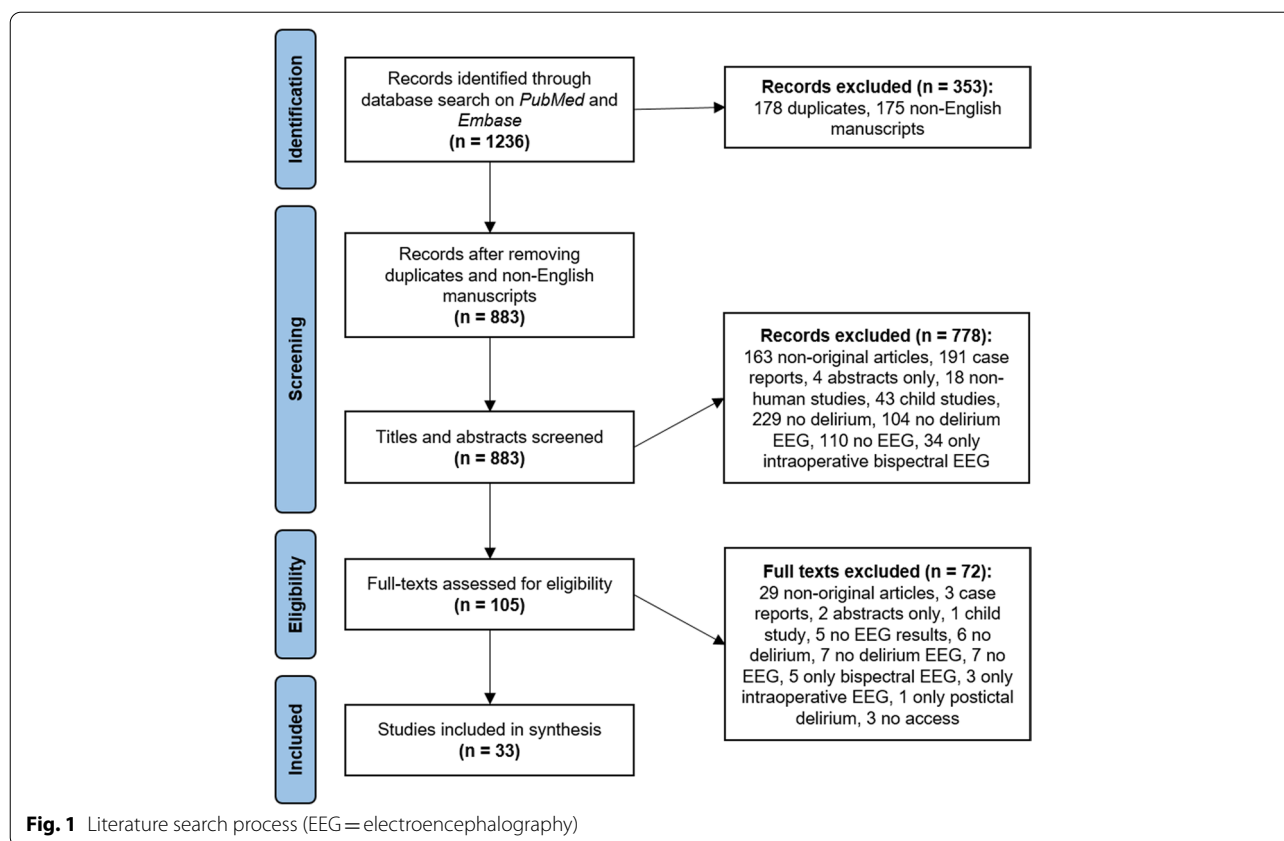 Identification
Records identified through
database search on PubMed and
Embase
(n = 1236)
Records excluded (n = 353):
178 duplicates, 175 non-English
manuscripts
Screening
Records after removing
duplicates and non-English
manuscripts
(n = 883)
Titles and abstracts screened
(n = 883)
Records excluded (n = 778):
163 non-original articles, 191 case
reports, 4 abstracts only, 18 non-
human studies, 43 child studies,
229 no delirium, 104 no delirium
EEG, 110 no EEG, 34 only
intraoperative bispectral EEG
Eligibility
Full-texts assessed for eligibility
(n = 105)
Full texts excluded (n = 72):
29 non-original articles, 3 case
reports, 2 abstracts only, 1 child
study, 5 no EEG results, 6 no
delirium, 7 no delirium EEG, 7 no
EEG, 5 only bispectral EEG, 3 only
intraoperative EEG, 1 only postictal
delirium, 3 no access
Included
Studies included in synthesis
(n = 33)
Fig. 1 Literature search process (EEG = electroencephalography)